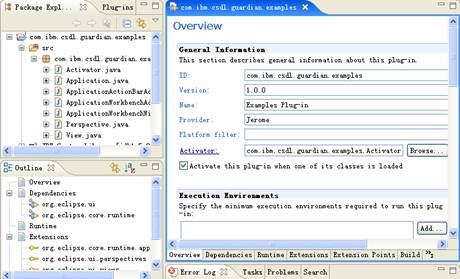 Package Expl...
Plug-ins
com.ibm.csdl.guardian.examples
src
com.ibm.csdl.guardian.exa
Activator.java
Application.java
ApplicationActionBarAd
ApplicationWorkbenchAd
ApplicationWorkbenchWi
Perspective.java
View.java
Outline
Overview
Dependencies
org.eclipse.ui
org.eclipse.core.runtime
Runtime
Extensions
org.eclipse.core.runtime.app
org.eclipse.ui.perspectives
com.ibm.csdl.guardian.examples
Overview
General Information
This section describes general information about this plug-in.
ID:
com.ibm.csdl.guardian.examples
Version:
1.0.0
Name:
Examples Plug-in
Provider:
Jerome
Platform filter:
Activator:
com.ibm.csdl.guardian.examples.Activator
Browse...
Activate this plug-in when one of its classes is loaded
Execution Environments
Specify the minimum execution environments required to run this plug-in:
Add...
Overview Dependencies Runtime Extensions Extension Points Build
Error Log Tasks Problems Search